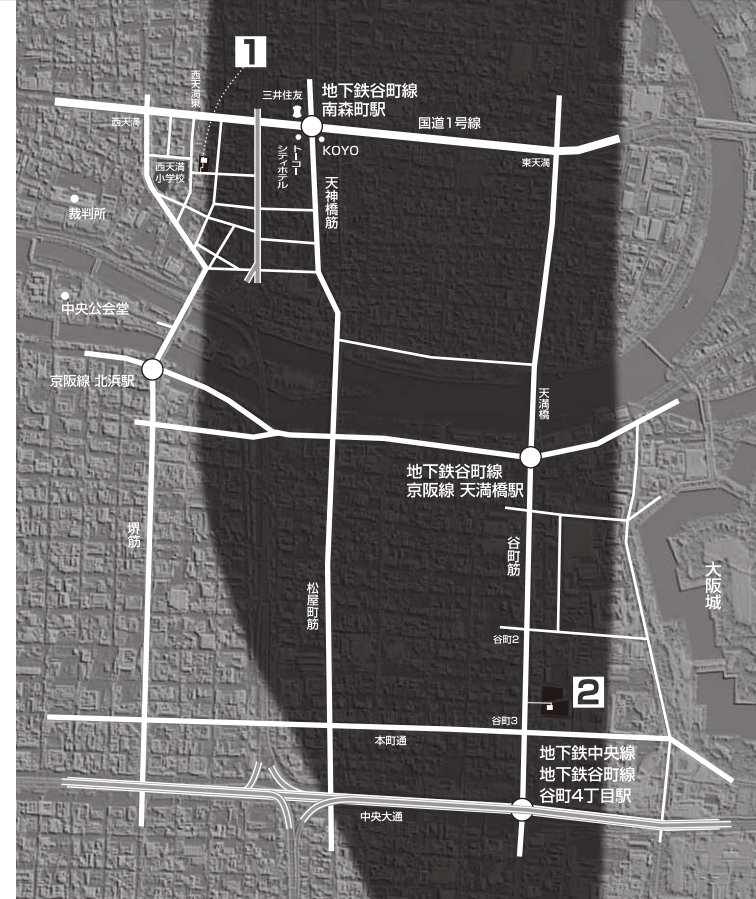 1
西天満東
三井住友
地下鉄谷町線
南森町駅
西天満
国道1号線
トーコー
シティホテル
KOYO
東天満
西天満
小学校
天神橋筋
裁判所
中央公会堂
京阪線 北浜駅
天満橋
地下鉄谷町線
京阪線 天満橋駅
堺筋
谷町筋
大阪城
松屋町筋
谷町2
2
谷町3
本町通
地下鉄中央線
地下鉄谷町線
谷町4丁目駅
中央大通